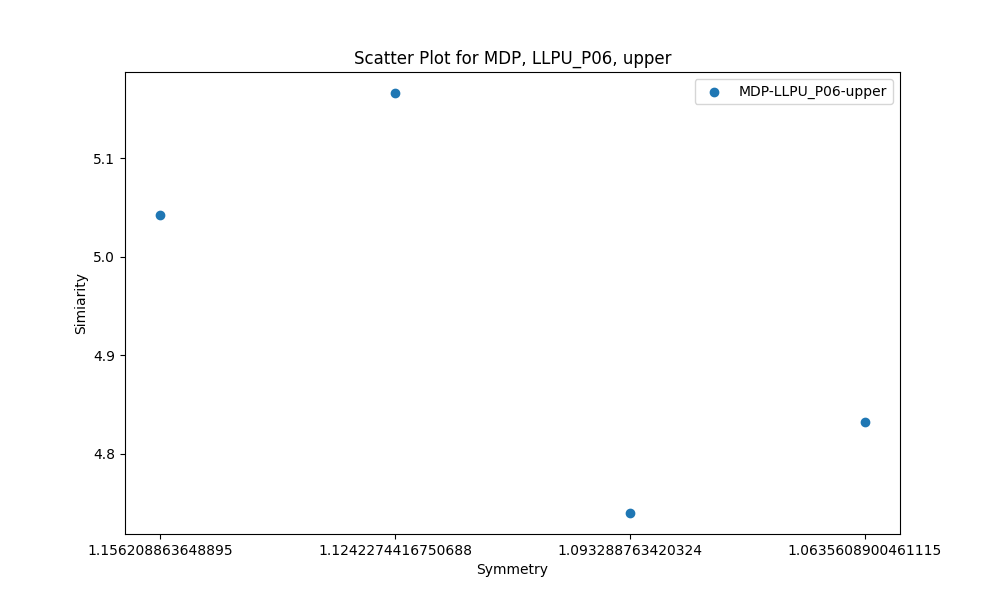 Scatter Plot for MDP, LLPU_P06, upper
MDP-LLPU_P06-upper
5.1
5.0
4.9
4.8
Simiarity
1.156208863648895
1.1242274416750688
1.093288763420324
1.0635608900461115
Symmetry